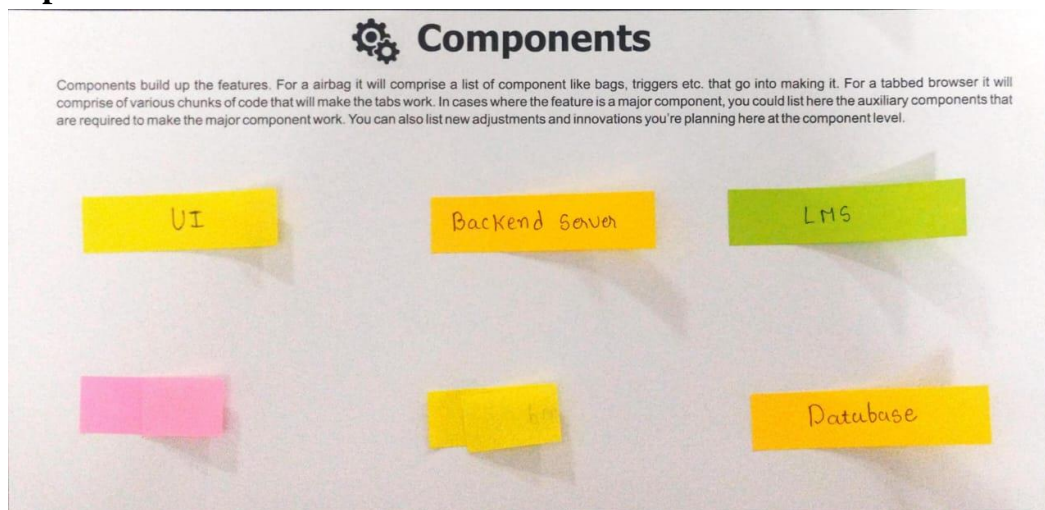 Components
Components build up the features. For a airbag it will comprise a list of component like bags, triggers etc. that go into making it. For a tabbed browser it will
comprise of various chunks of code that will make the tabs work. In cases where the feature is a major component, you could list here the auxiliary components that
are required to make the major component work. You can also list new adjustments and innovations you're planning here at the component level.
UI
Backend Server
LMS
Database